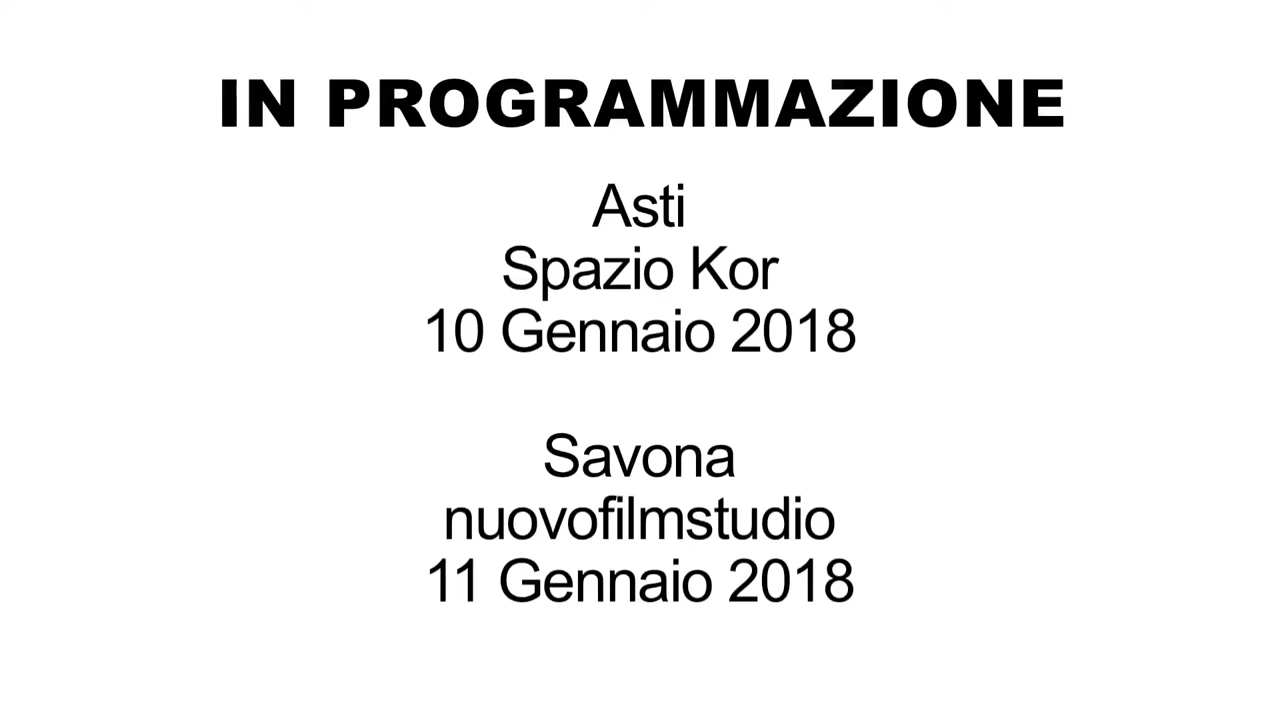 IN PROGRAMMAZIONE
Asti
Spazio Kor
10 Gennaio 2018
Savona
nuovofilmstudio
11 Gennaio 2018